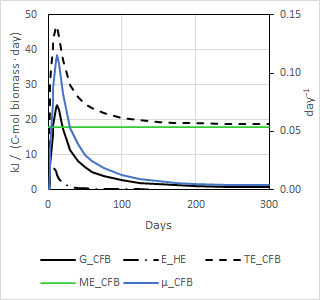 50
40
30
20
10
0
kJ / (C-mol biomass · day)
0.15
0.10
0.05
0.00
day⁻¹
0 100 200 300
Days
G_CFB E_HE TE_CFB
ME_CFB μ_CFB